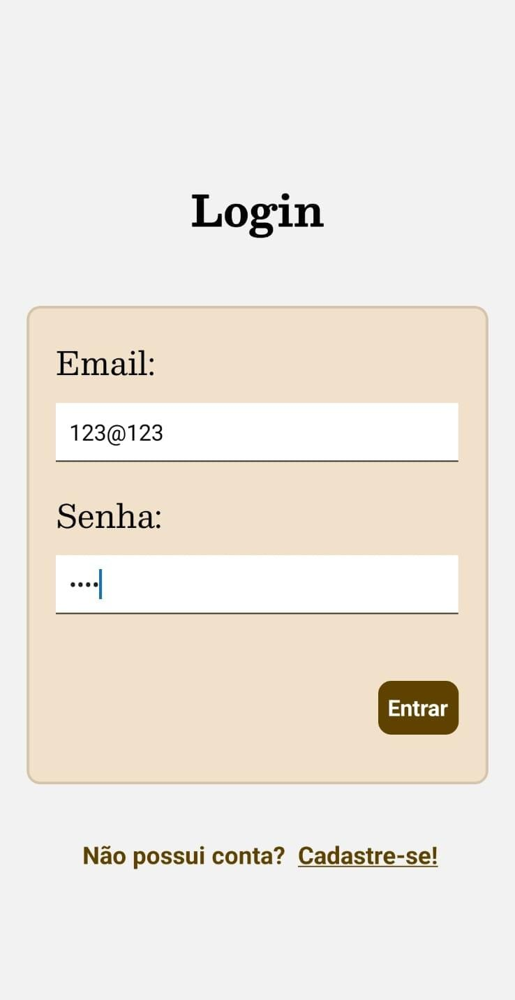 Login
Email:
123@123
Senha:
••••
Entrar
Não possui conta? Cadastre-se!